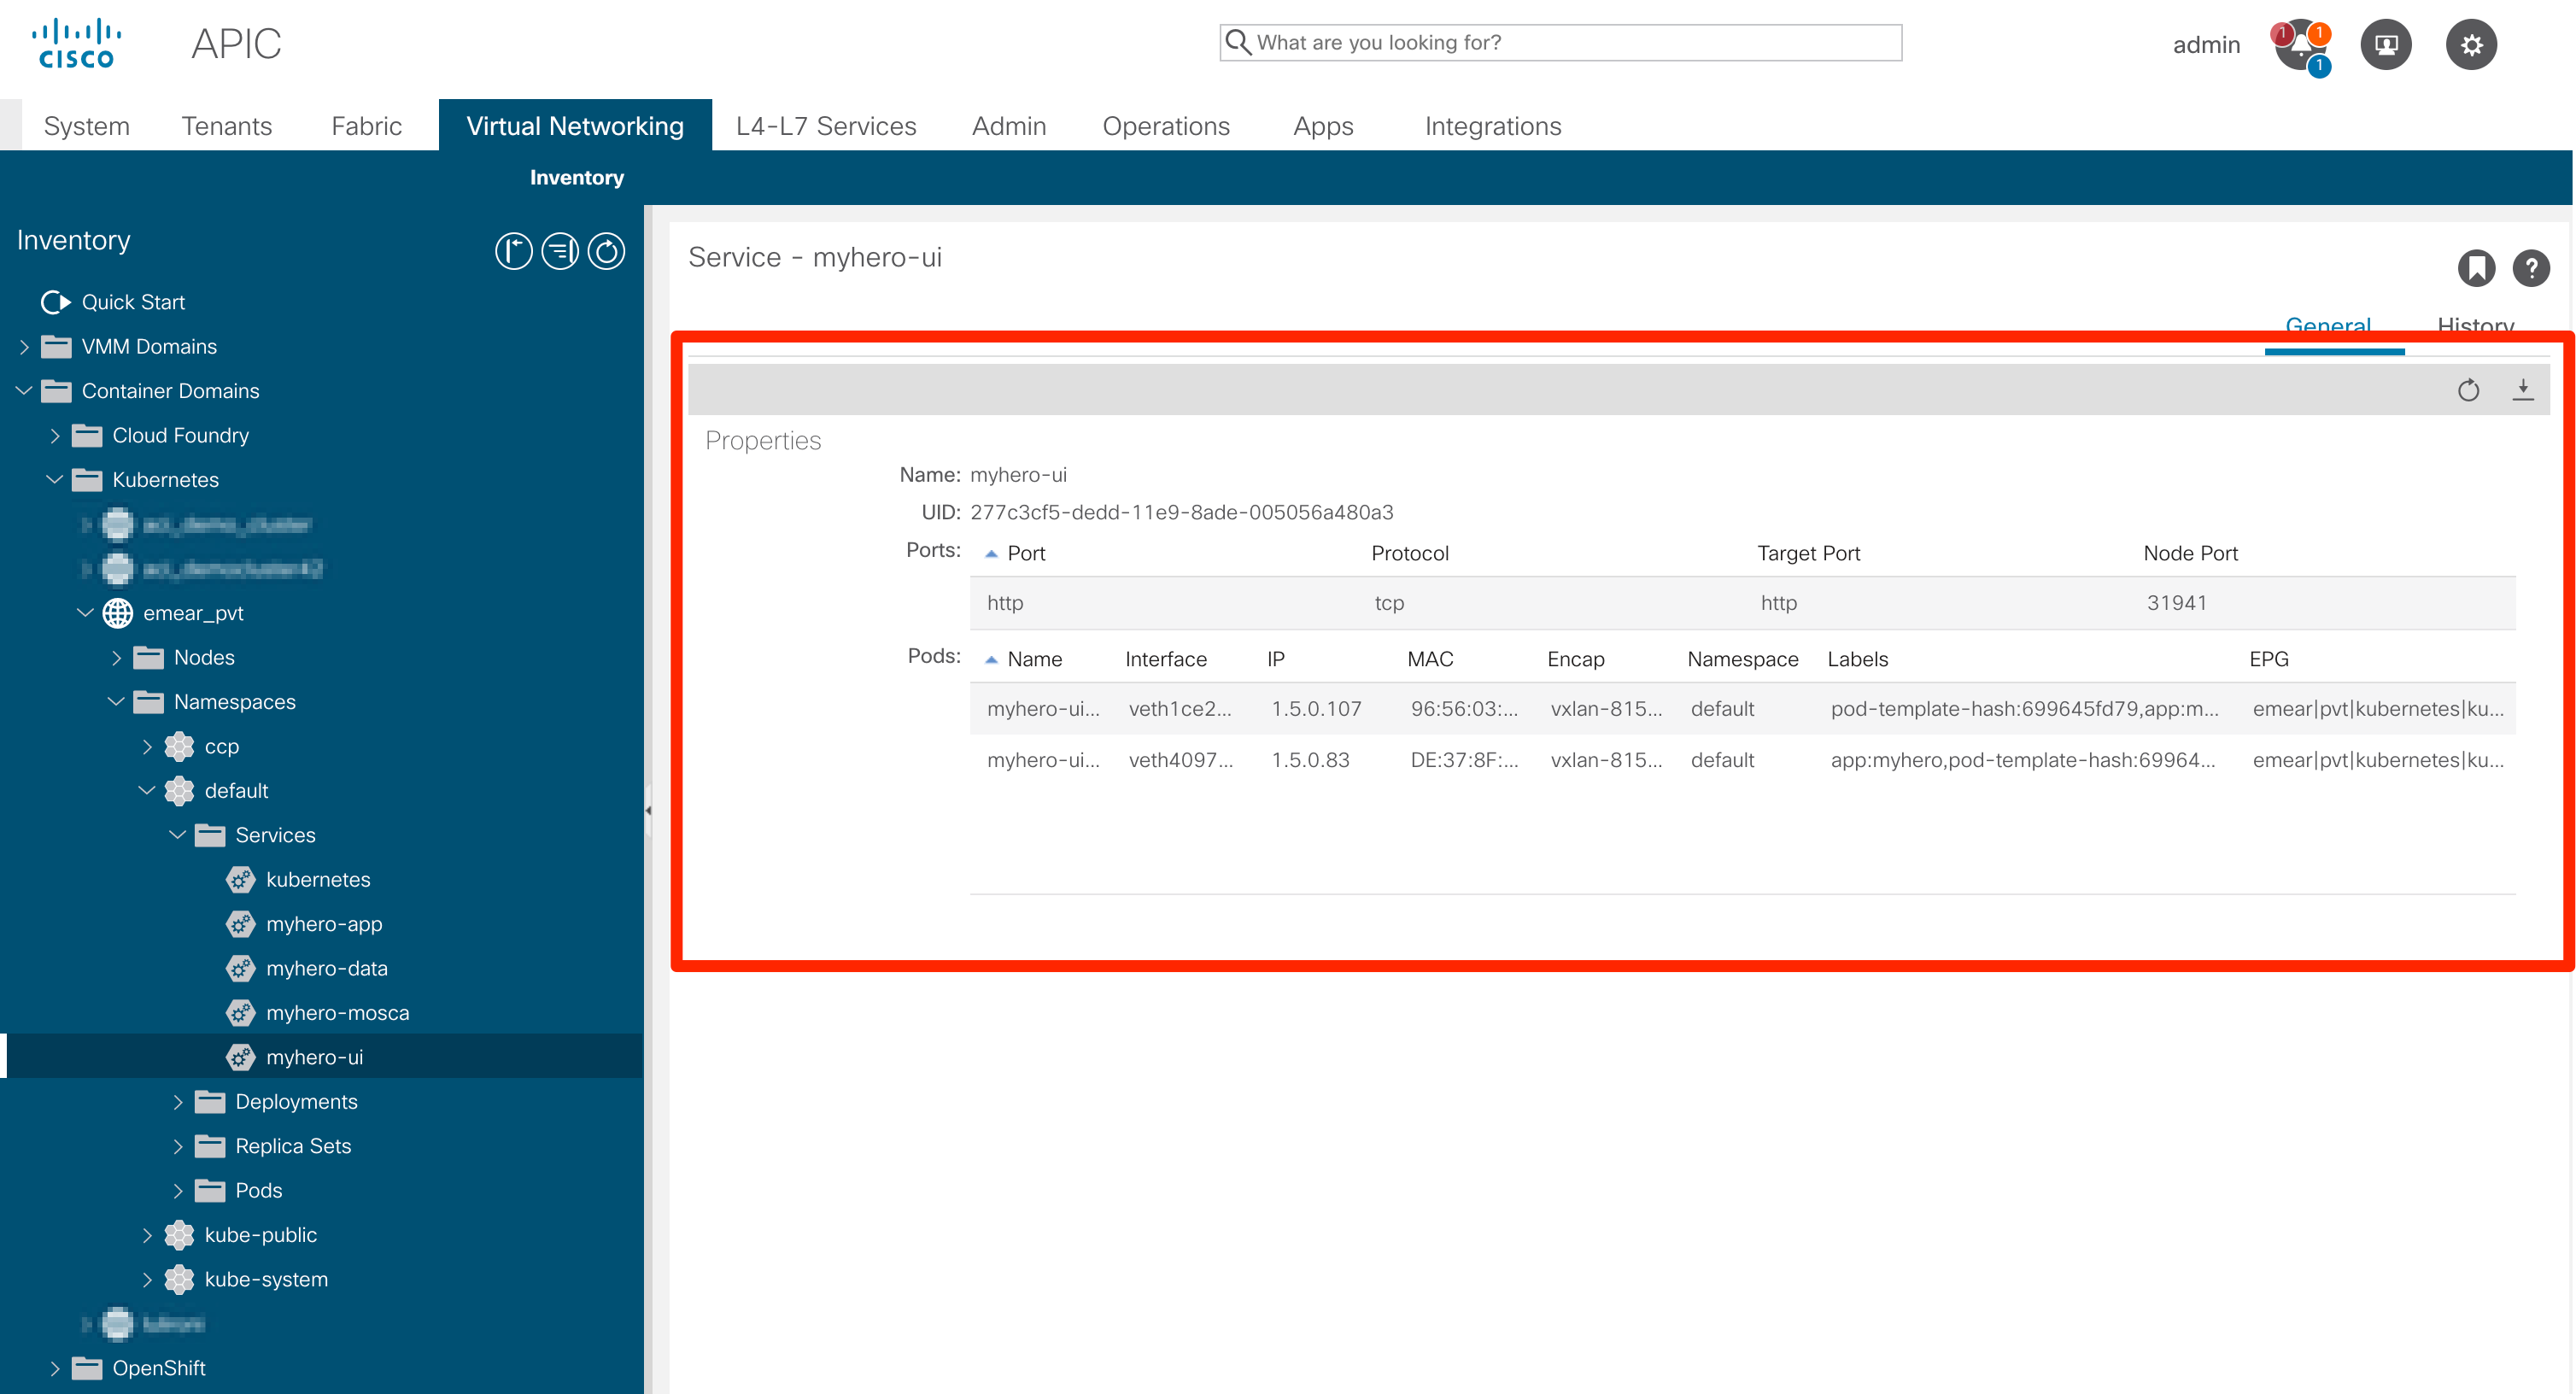 CISCO
APIC
What are you looking for?
admin
1
1
1
System Tenants Fabric Virtual Networking L4-L7 Services Admin Operations Apps Integrations
Inventory
Inventory
Quick Start
VMM Domains
Container Domains
Cloud Foundry
Kubernetes
emear_pvt
Nodes
Namespaces
ccp
default
Services
kubernetes
myhero-app
myhero-data
myhero-mosca
myhero-ui
Deployments
Replica Sets
Pods
kube-public
kube-system
OpenShift
Service - myhero-ui
General History
Properties
Name: myhero-ui
UID: 277c3cf5-dedd-11e9-8ade-005056a480a3
Ports: Port Protocol Target Port Node Port
http tcp http 31941
Pods: Name Interface IP MAC Encap Namespace Labels EPG
myhero-ui... veth1ce2... 1.5.0.107 96:56:03:... vxlan-815... default pod-template-hash:699645fd79,app:m... emear|pvt|kubernetes|ku...
myhero-ui... veth4097... 1.5.0.83 DE:37:8F:... vxlan-815... default app:myhero,pod-template-hash:69964... emear|pvt|kubernetes|ku...